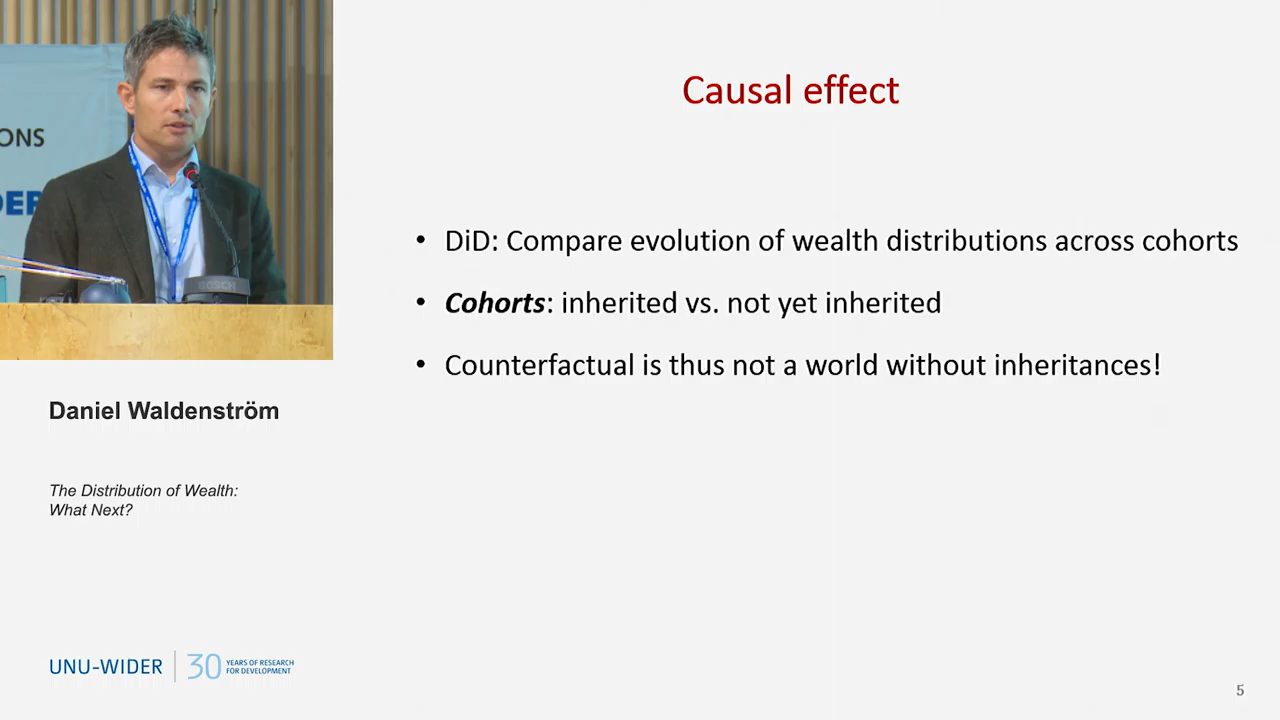 ONS
DER
BOSCH
Causal effect
• DiD: Compare evolution of wealth distributions across cohorts
• Cohorts: inherited vs. not yet inherited
• Counterfactual is thus not a world without inheritances!
Daniel Waldenström
The Distribution of Wealth:
What Next?
UNU-WIDER
30 YEARS OF RESEARCH
FOR DEVELOPMENT
5